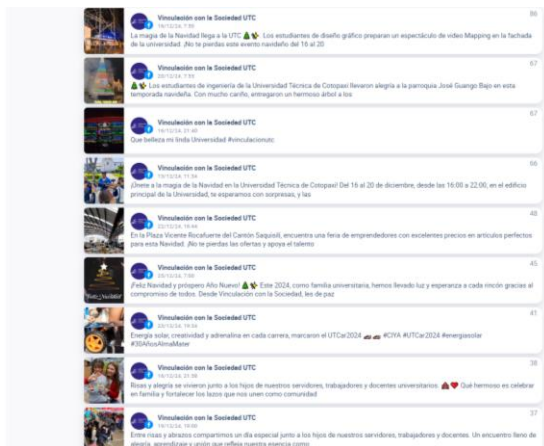 86
Vinculación con la Sociedad UTC
La magia de la Navidad llega a la UTC 🎄✨. Los estudiantes de diseño gráfico preparan un espectáculo de video Mapping en la fachada
de la universidad. ¡No te pierdas este evento navideño del 16 al 20
67
Vinculación con la Sociedad UTC
20/12/24, 7:53
🎄✨ Los estudiantes de ingeniería de la Universidad Técnica de Cotopaxi llevaron alegría a la parroquia José Guango Bajo en esta
temporada navideña. Con mucho cariño, entregaron un hermoso árbol a los
67
Vinculación con la Sociedad UTC
Que belleza mi linda Universidad #vinculacionutc
66
Vinculación con la Sociedad UTC
¡Únete a la magia de la Navidad en la Universidad Técnica de Cotopaxi! Del 16 al 20 de diciembre, desde las 16:00 a 22:00, en el edificio
principal de la Universidad, te esperamos con sorpresas, y las
48
Vinculación con la Sociedad UTC
En la Plaza Vicente Rocafuerte del Cantón Saquisilí, encuentra una feria de emprendedores con excelentes precios en artículos perfectos
para esta Navidad. ¡No te pierdas las ofertas y apoya el talento
45
Vinculación con la Sociedad UTC
¡Feliz Navidad y próspero Año Nuevo! 🎄✨ Este 2024, como familia universitaria, hemos llevado luz y esperanza a cada rincón gracias al
compromiso de todos. Desde Vinculación con la Sociedad, les de paz
41
Vinculación con la Sociedad UTC
Energía solar, creatividad y adrenalina en cada carrera, marcaron el UTCar2024 🏎️🏎️ #CIYA #UTCar2024 #energiasolar
#30AñosAlmaMater
38
Vinculación con la Sociedad UTC
Risas y alegría se vivieron junto a los hijos de nuestros servidores, trabajadores y docentes universitarios. 🎪❤️ Qué hermoso es celebrar
en familia y fortalecer los lazos que nos unen como comunidad
37
Vinculación con la Sociedad UTC
Entre risas y abrazos compartimos un día especial junto a los hijos de nuestros servidores, trabajadores y docentes. Un encuentro lleno de
alegría, aprendizaje y unión que refleja nuestra esencia como